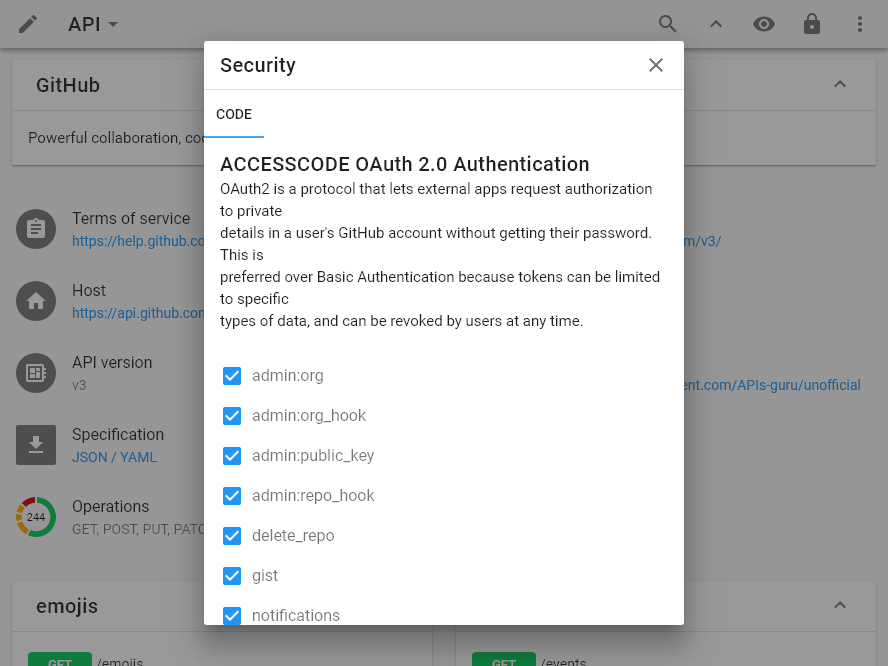 API
Security
GitHub
CODE
Powerful collaboration,
ACCESSCODE OAuth 2.0 Authentication
OAuth2 is a protocol that lets external apps request authorization
to private
details in a user's GitHub account without getting their password.
This is
preferred over Basic Authentication because tokens can be limited
to specific
types of data, and can be revoked by users at any time.
Terms of service
https://help.github.co
m/v3/
Host
https://api.github.com
API version
v3
ent.com/APIs-guru/unofficial
Specification
JSON / YAML
Operations
244
GET, POST, PUT, PATC
admin:org
admin:org_hook
admin:public_key
admin:repo_hook
delete_repo
gist
notifications
emojis
GET /emojis
GET /events